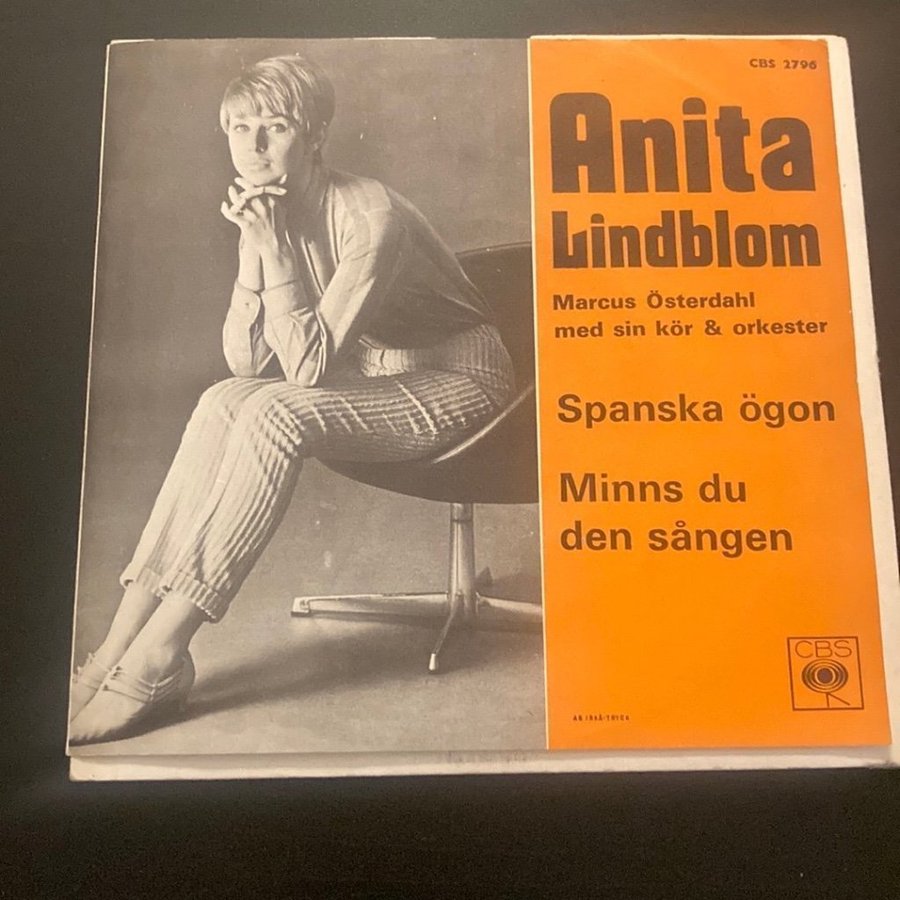 CBS 2796
Anita
Lindblom
Marcus Österdahl
med sin kör & orkester
Spanska ögon
Minns du
den sången
CBS